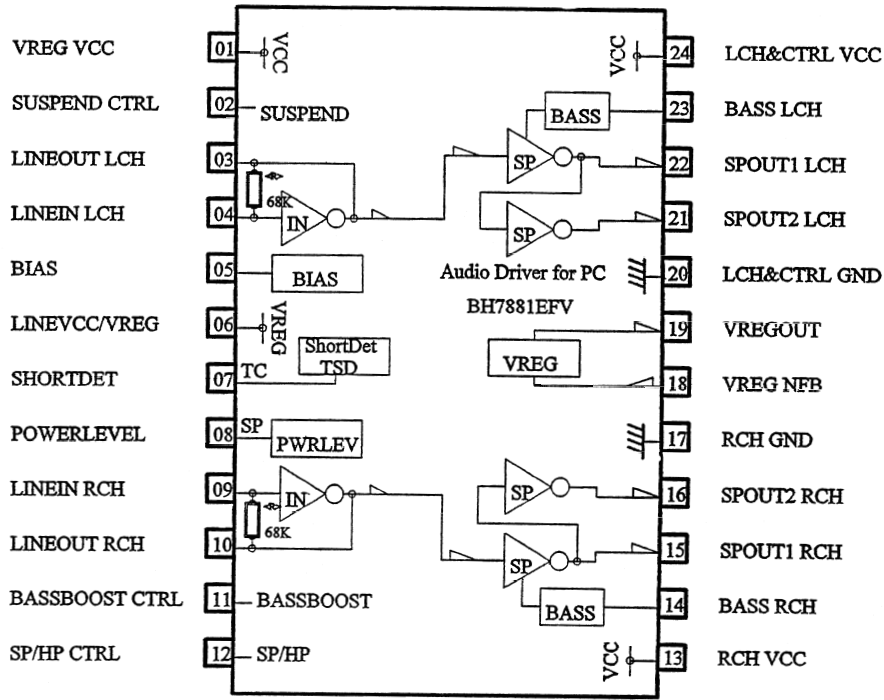 VREG VCC 01 VCC VCC 24 LCH&CTRL VCC
SUSPEND CTRL 02 SUSPEND BASS 23 BASS LCH
LINEOUT LCH 03 SP 22 SPOUT1 LCH
68K
LINEIN LCH 04 IN SP 21 SPOUT2 LCH
BIAS 05 BIAS Audio Driver for PC 20 LCH&CTRL GND
BH7881EFV
LINEVCC/VREG 06 VREG 19 VREGOUT
ShortDet
TSD VREG
SHORTDET 07 TC 18 VREG NFB
POWERLEVEL 08 SP PWRLEV 17 RCH GND
LINEIN RCH 09 IN SP 16 SPOUT2 RCH
68K
LINEOUT RCH 10 SP 15 SPOUT1 RCH
BASSBOOST CTRL 11 BASSBOOST BASS 14 BASS RCH
SP/HP CTRL 12 SP/HP VCC 13 RCH VCC